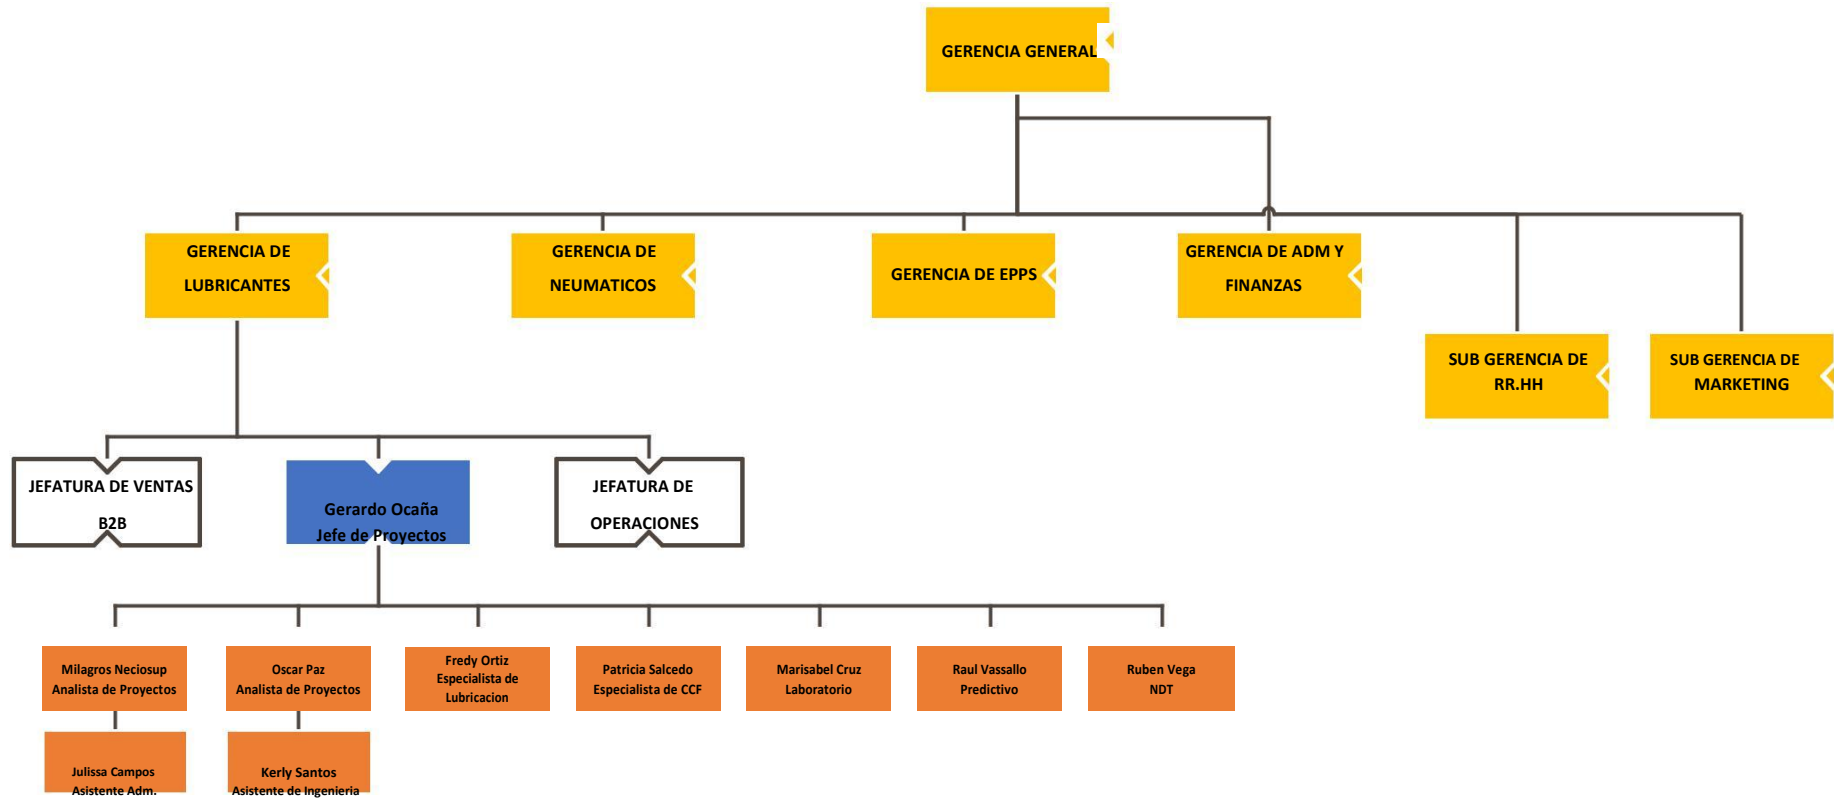 GERENCIA GENERAL
GERENCIA DE
LUBRICANTES
GERENCIA DE
NEUMATICOS
GERENCIA DE EPPS
GERENCIA DE ADM Y
FINANZAS
SUB GERENCIA DE
RR.HH
SUB GERENCIA DE
MARKETING
JEFATURA DE VENTAS
B2B
Gerardo Ocaña
Jefe de Proyectos
JEFATURA DE
OPERACIONES
Milagros Neciosup
Analista de Proyectos
Oscar Paz
Analista de Proyectos
Fredy Ortiz
Especialista de
Lubricacion
Patricia Salcedo
Especialista de CCF
Marisabel Cruz
Laboratorio
Raul Vassallo
Predictivo
Ruben Vega
NDT
Julissa Campos
Asistente Adm.
Kerly Santos
Asistente de Ingenieria